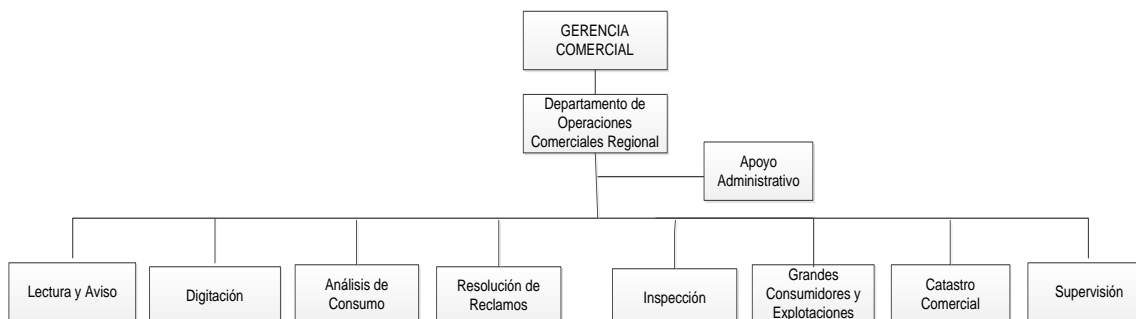 GERENCIA
COMERCIAL
Departamento de
Operaciones
Comerciales Regional
Apoyo
Administrativo
Lectura y Aviso
Digitación
Análisis de
Consumo
Resolución de
Reclamos
Inspección
Grandes
Consumidores y
Explotaciones
Catastro
Comercial
Supervisión